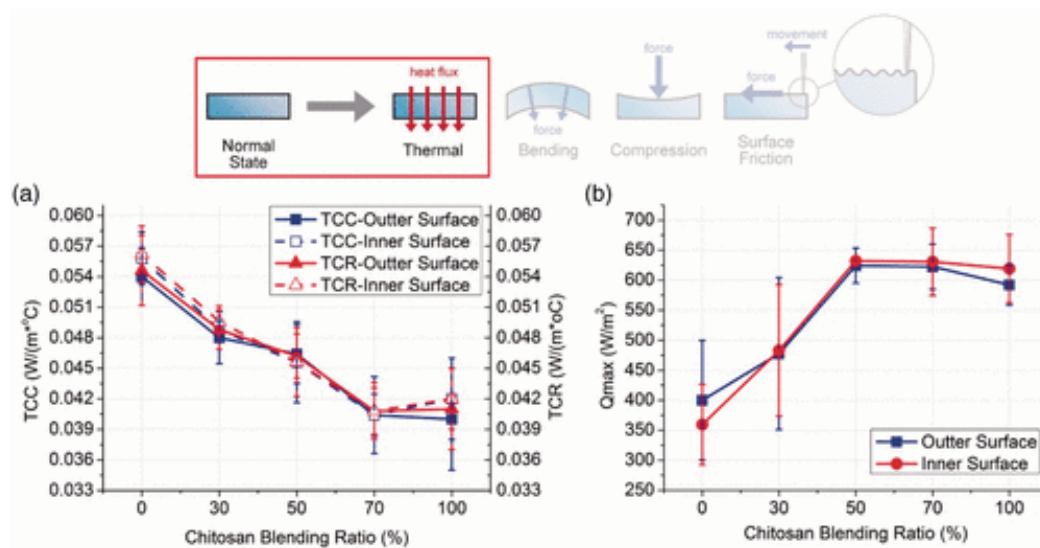 movement
force
force
heat flux
force
force
Normal
State
Thermal
Bending
Compression
Surface
Friction
(a)
TCC-Outter Surface
TCC-Inner Surface
TCR-Outter Surface
TCR-Inner Surface
0.060
0.057
0.054
0.051
0.048
0.045
0.042
0.039
0.036
0.033
TCC (W/(m*°C)
0.060
0.057
0.054
0.051
0.048
0.045
0.042
0.039
0.036
0.033
TCR (W/(m*oC)
0 30 50 70 100
Chitosan Blending Ratio (%)
(b)
700
650
600
550
500
450
400
350
300
250
Qmax (W/m²)
Outter Surface
Inner Surface
0 30 50 70 100
Chitosan Blending Ratio (%)